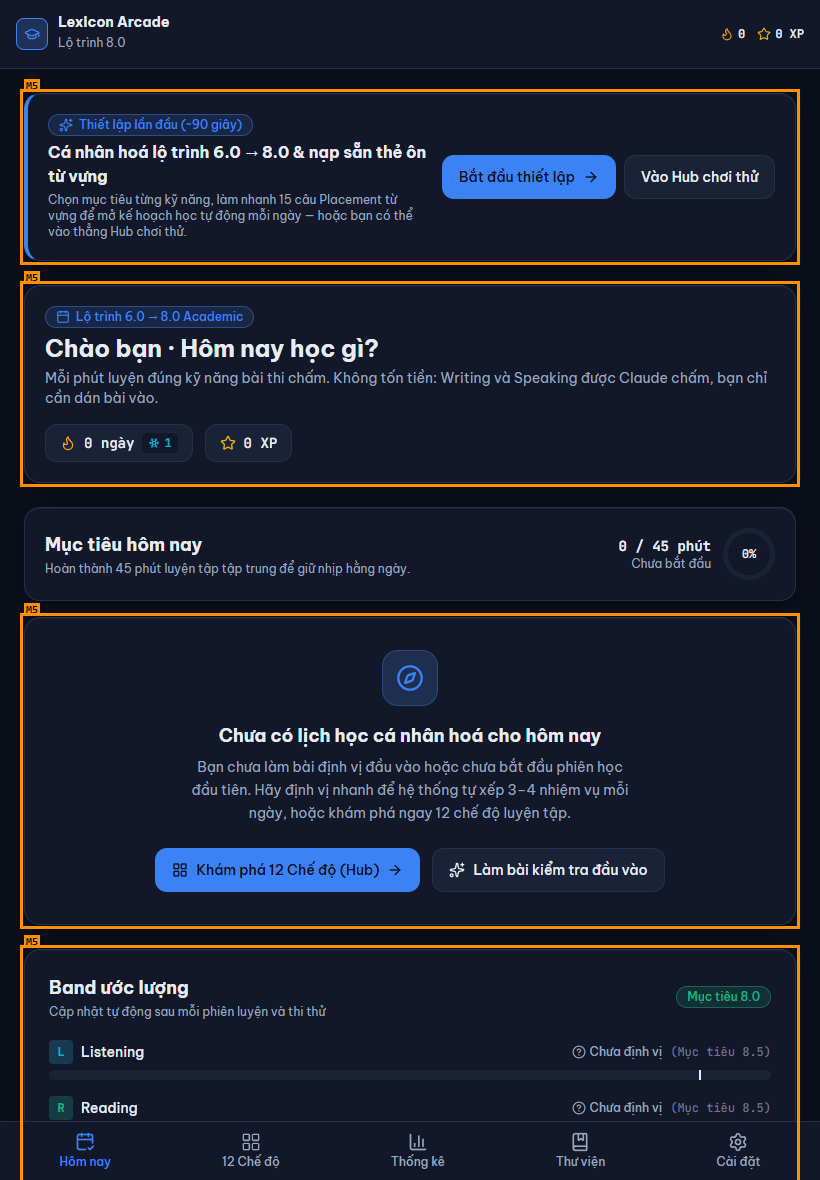 Lexicon Arcade
Lộ trình 8.0
0
0 XP
M5
Thiết lập lần đầu (~90 giây)
Cá nhân hoá lộ trình 6.0→8.0 & nạp sẵn thẻ ôn
từ vựng
Chọn mục tiêu từng kỹ năng, làm nhanh 15 câu Placement từ
vựng để mở kế hoạch học tự động mỗi ngày — hoặc bạn có thể
vào thẳng Hub chơi thử.
Bắt đầu thiết lập →
Vào Hub chơi thử
M5
Lộ trình 6.0→8.0 Academic
Chào bạn · Hôm nay học gì?
Mỗi phút luyện đúng kỹ năng bài thi chấm. Không tốn tiền: Writing và Speaking được Claude chấm, bạn chỉ
cần dán bài vào.
0 ngày 1
0 XP
Mục tiêu hôm nay
Hoàn thành 45 phút luyện tập tập trung để giữ nhịp hằng ngày.
0 / 45 phút
Chưa bắt đầu
0%
M5
Chưa có lịch học cá nhân hoá cho hôm nay
Bạn chưa làm bài định vị đầu vào hoặc chưa bắt đầu phiên học
đầu tiên. Hãy định vị nhanh để hệ thống tự xếp 3–4 nhiệm vụ mỗi
ngày, hoặc khám phá ngay 12 chế độ luyện tập.
Khám phá 12 Chế độ (Hub) →
Làm bài kiểm tra đầu vào
M5
Band ước lượng
Cập nhật tự động sau mỗi phiên luyện và thi thử
Mục tiêu 8.0
L Listening
Chưa định vị (Mục tiêu 8.5)
R Reading
Chưa định vị (Mục tiêu 8.5)
Hôm nay
12 Chế độ
Thống kê
Thư viện
Cài đặt